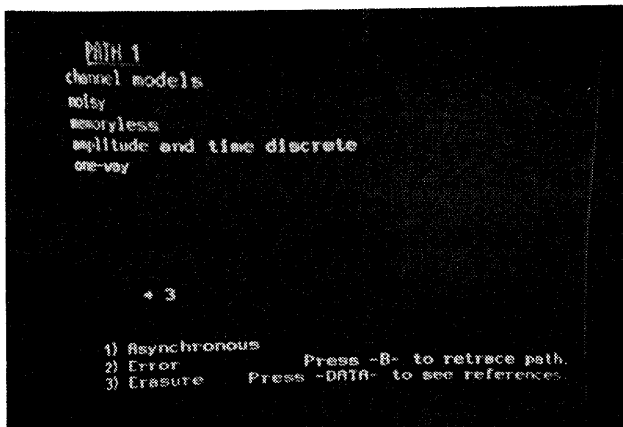 PATH 1
channel models
noisy
memoryless
amplitude and time discrete
one-way
→ 3
1) Asynchronous
2) Error Press -B- to retrace path.
3) Erasure Press -DATA- to see references.